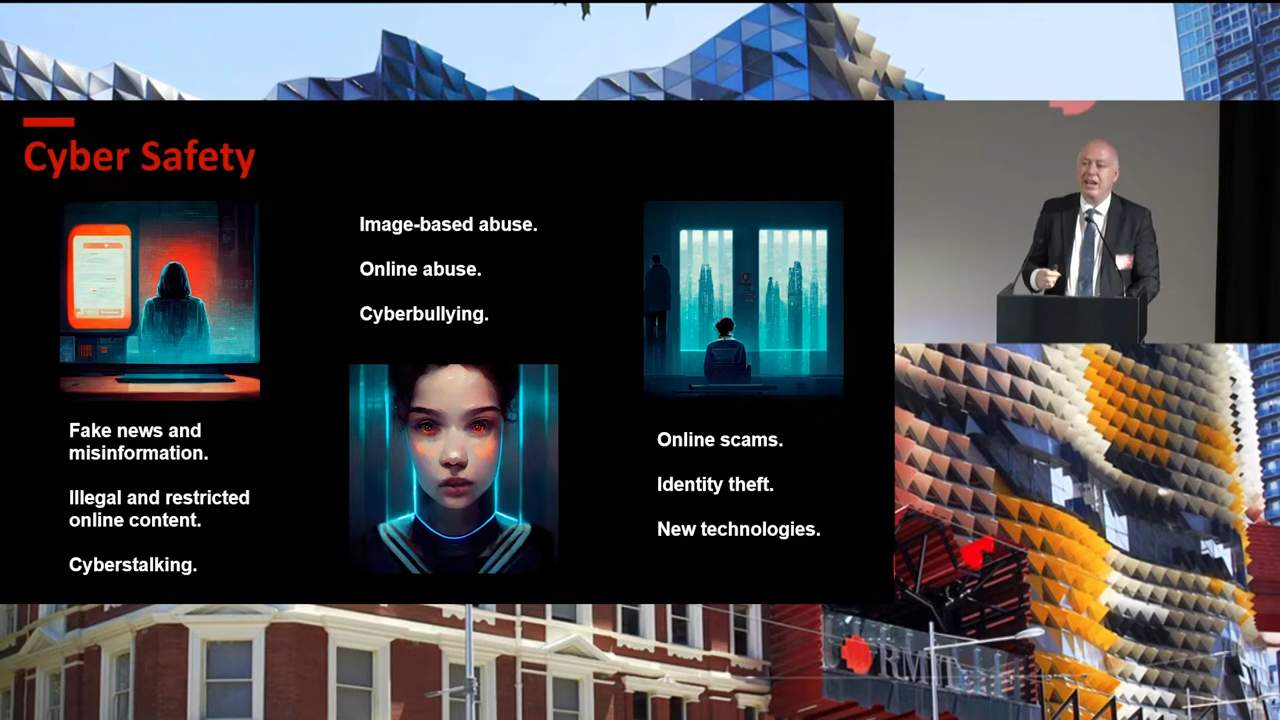 Cyber Safety
Image-based abuse.
Online abuse.
Cyberbullying.
Fake news and
misinformation.
Illegal and restricted
online content.
Cyberstalking.
Online scams.
Identity theft.
New technologies.
RMIT